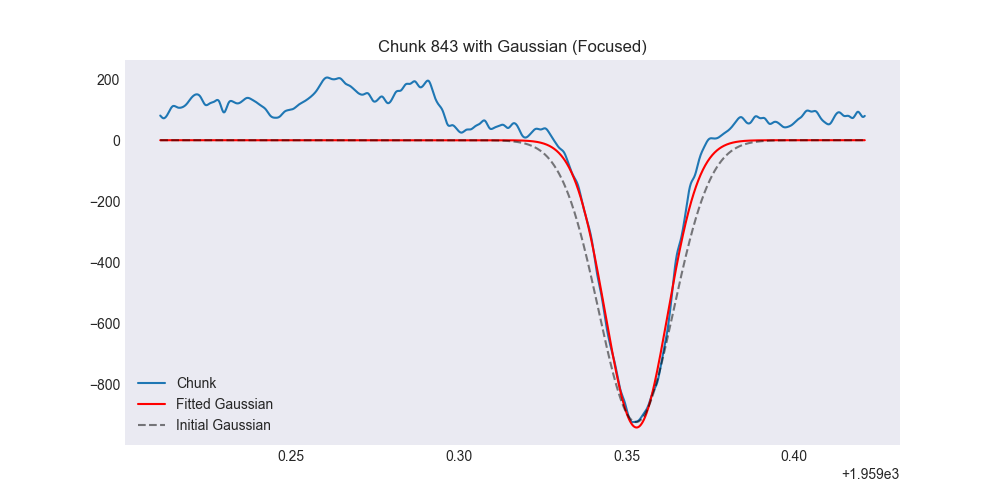 Chunk 843 with Gaussian (Focused)
200
0
−200
−400
−600
−800
Chunk
Fitted Gaussian
Initial Gaussian
0.25 0.30 0.35 0.40
+1.959e3